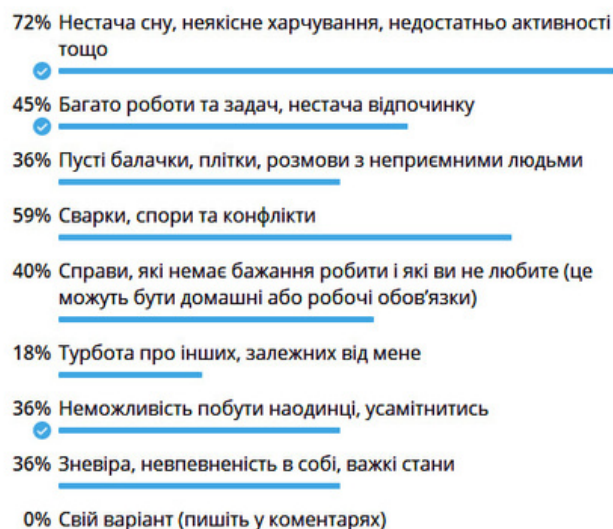 72% Нестача сну, неякісне харчування, недостатньо активності
тощо
45% Багато роботи та задач, нестача відпочинку
36% Пусті балачки, плітки, розмови з неприємними людьми
59% Сварки, спори та конфлікти
40% Справи, які немає бажання робити і які ви не любите (це
можуть бути домашні або робочі обов'язки)
18% Турбота про інших, залежних від мене
36% Неможливість побути наодинці, усамітнитись
36% Зневіра, невпевненість в собі, важкі стани
0% Свій варіант (пишіть у коментарях)